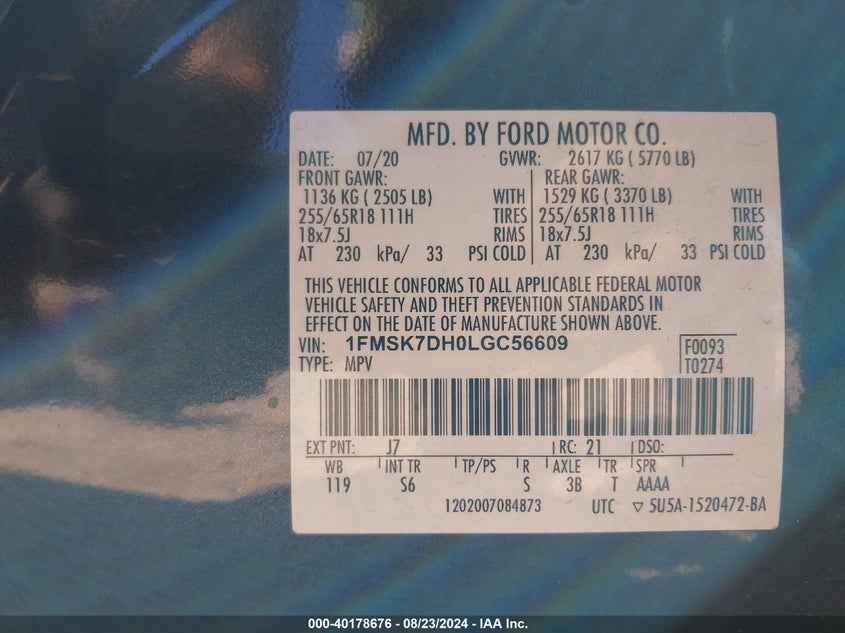 MFD. BY FORD MOTOR CO.
DATE: 07/20 GVWR: 2617 KG ( 5770 LB)
FRONT GAWR: REAR GAWR:
1136 KG ( 2505 LB) WITH 1529 KG ( 3370 LB) WITH
255/65R18 111H TIRES 255/65R18 111H TIRES
18x7.5J RIMS 18x7.5J RIMS
AT 230 kPa/ 33 PSI COLD AT 230 kPa/ 33 PSI COLD
THIS VEHICLE CONFORMS TO ALL APPLICABLE FEDERAL MOTOR
VEHICLE SAFETY AND THEFT PREVENTION STANDARDS IN
EFFECT ON THE DATE OF MANUFACTURE SHOWN ABOVE.
VIN: 1FMSK7DH0LGC56609 F0093
TYPE: MPV T0274
EXT PNT: J7 RC: 21 DSO:
WB INT TR TP/PS R AXLE TR SPR
119 S6 S 3B T AAAA
1202007084873 UTC ▽ 5U5A-1520472-BA
000-40178676 - 08/23/2024 - IAA Inc.